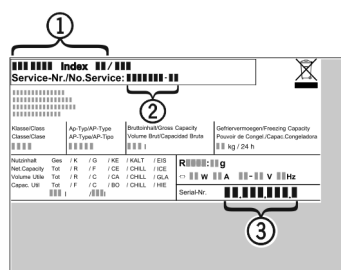 1
Index /
Service-Nr./No.Service: -
2
Klasse/Class Ap-Typ/AP-Type Bruttoinhalt/Gross Capacity Gefriervermoegen/Freezing Capacity
Classe/Clase AP-Type/AP-Tipo Volume Brut/Capacidad Brute Pouvoir de Congel./Capac.Congeladora
l kg / 24 h
Nutzinhalt Ges / K / G / KE / KALT / EIS
Net Capacity Tot / R / F / CE / CHILL / ICE
Volume Utile Tot / R / C / CA / CHILL / GLA
Capac. Util Tot / F / C / BO / CHILL / HIE
l / l
R : g
W A - V Hz
Serial-Nr. . . .
3